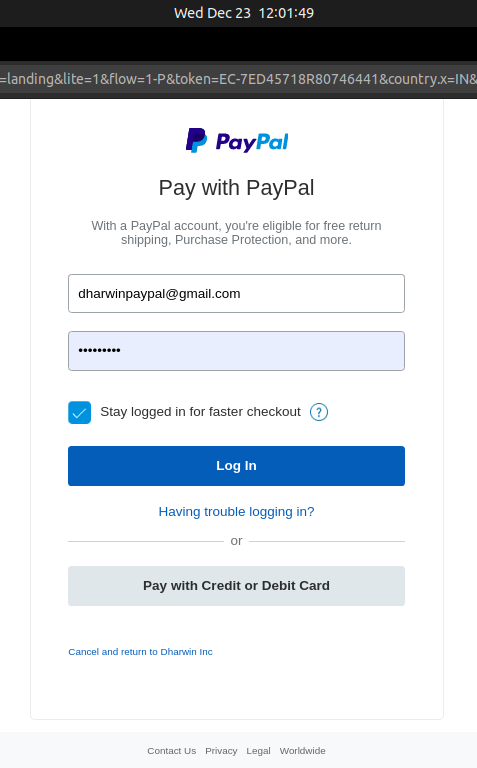 Wed Dec 23 12:01:49
=landing&lite=1&flow=1-P&token=EC-7ED45718R80746441&country.x=IN&
PayPal
Pay with PayPal
With a PayPal account, you're eligible for free return
shipping, Purchase Protection, and more.
dharwinpaypal@gmail.com
•••••••••
Stay logged in for faster checkout ?
Log In
Having trouble logging in?
or
Pay with Credit or Debit Card
Cancel and return to Dharwin Inc
Contact Us Privacy Legal Worldwide